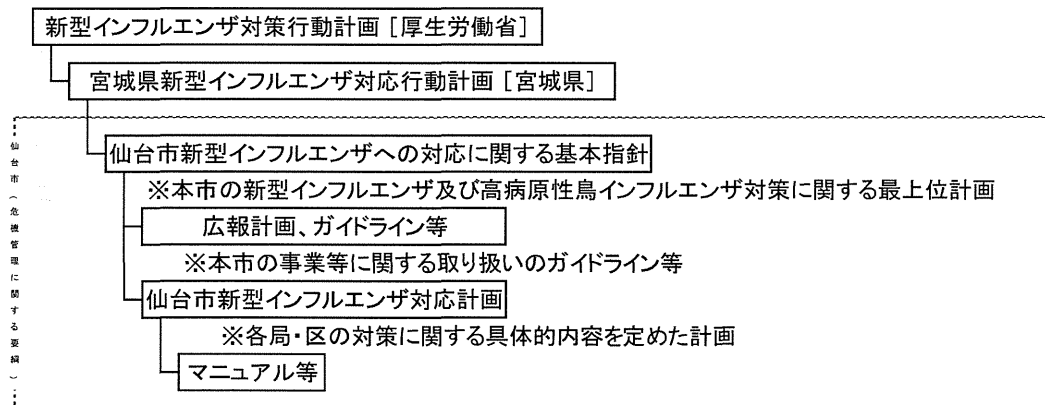 新型インフルエンザ対策行動計画[厚生労働省]
宮城県新型インフルエンザ対応行動計画[宮城県]
仙台市(危機管理に関する要綱)
仙台市新型インフルエンザへの対応に関する基本指針
※本市の新型インフルエンザ及び高病原性鳥インフルエンザ対策に関する最上位計画
広報計画、ガイドライン等
※本市の事業等に関する取り扱いのガイドライン等
仙台市新型インフルエンザ対応計画
※各局・区の対策に関する具体的内容を定めた計画
マニュアル等